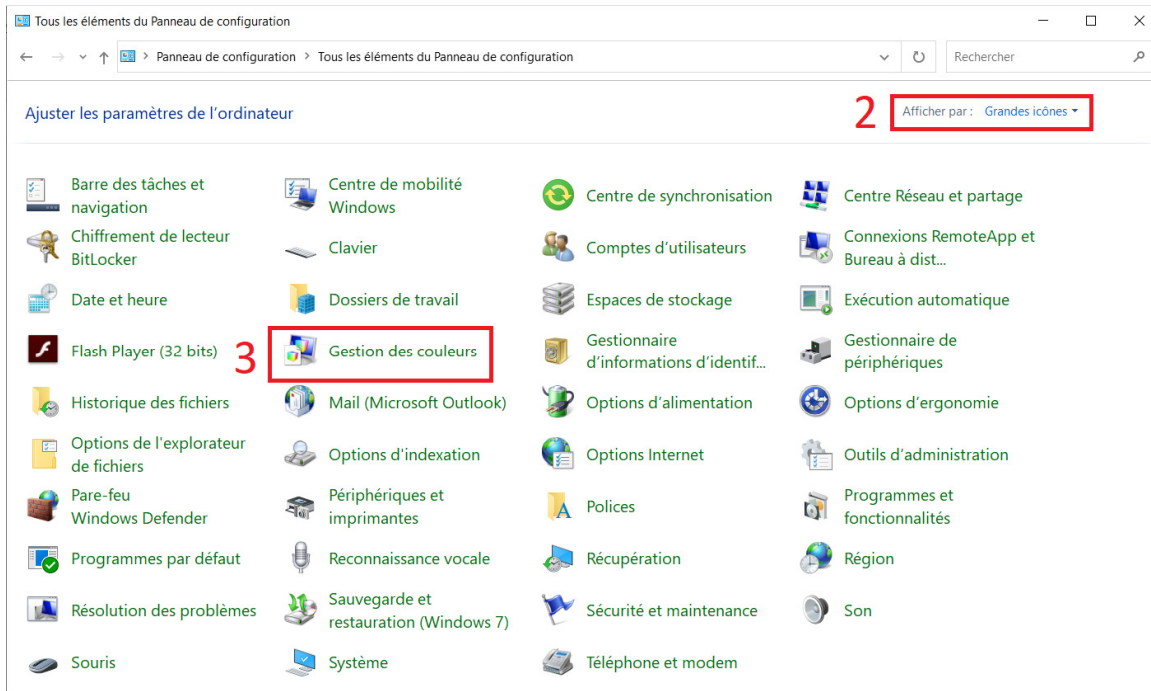 Tous les éléments du Panneau de configuration
Panneau de configuration > Tous les éléments du Panneau de configuration
Rechercher
Ajuster les paramètres de l'ordinateur
2
Afficher par : Grandes icônes
Barre des tâches et
navigation
Centre de mobilité
Windows
Centre de synchronisation
Centre Réseau et partage
Chiffrement de lecteur
BitLocker
Clavier
Comptes d'utilisateurs
Connexions RemoteApp et
Bureau à dist...
Date et heure
Dossiers de travail
Espaces de stockage
Exécution automatique
Flash Player (32 bits)
3
Gestion des couleurs
Gestionnaire
d'informations d'identif...
Gestionnaire de
périphériques
Historique des fichiers
Mail (Microsoft Outlook)
Options d'alimentation
Options d'ergonomie
Options de l'explorateur
de fichiers
Options d'indexation
Options Internet
Outils d'administration
Pare-feu
Windows Defender
Périphériques et
imprimantes
Polices
Programmes et
fonctionnalités
Programmes par défaut
Reconnaissance vocale
Récupération
Région
Résolution des problèmes
Sauvegarde et
restauration (Windows 7)
Sécurité et maintenance
Son
Souris
Système
Téléphone et modem